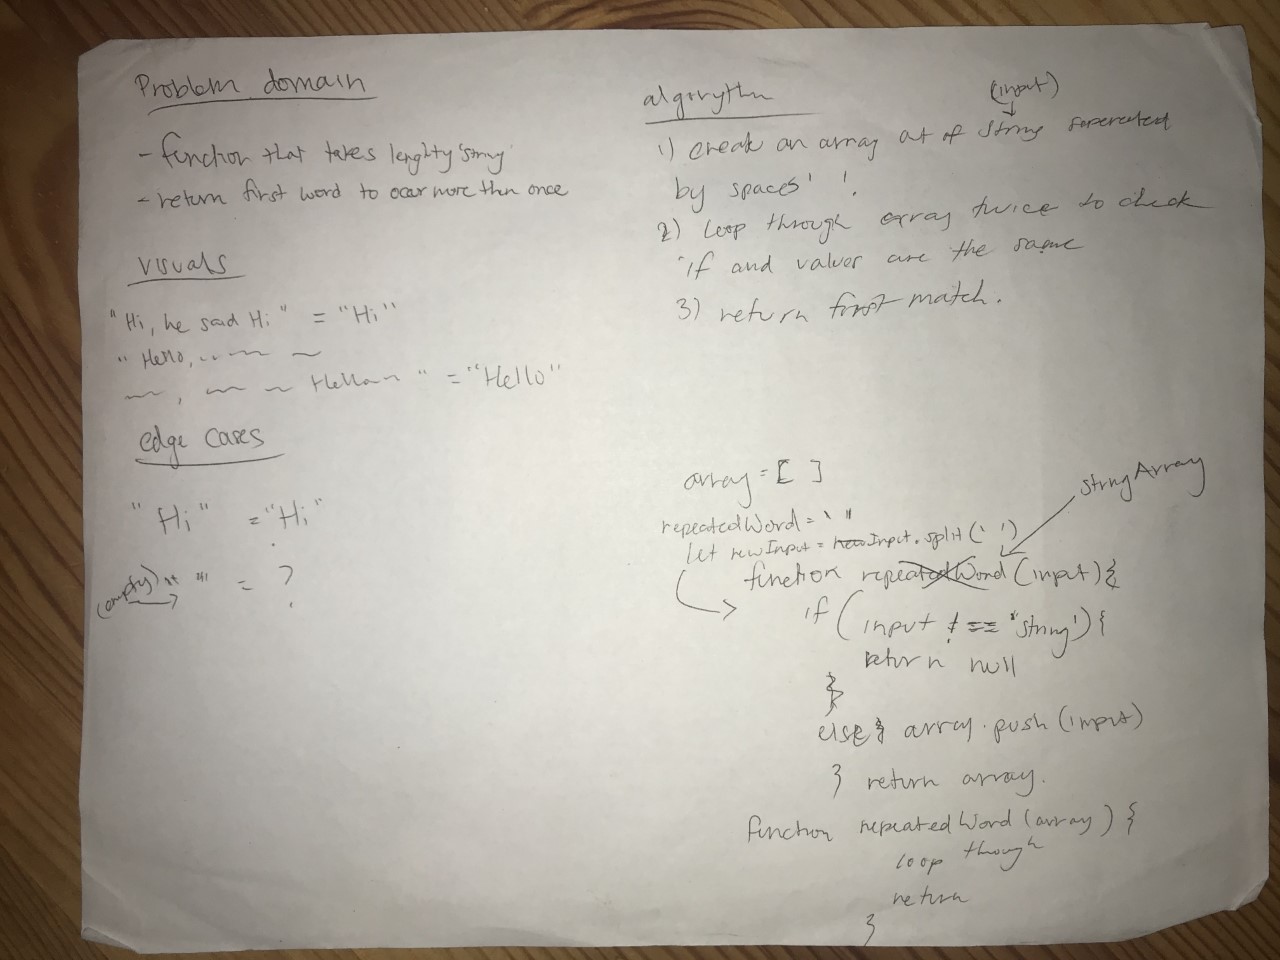 Problem domain
- function that takes lenghty 'string'
- return first word to occur more then once
visuals
"Hi, he said Hi" = "Hi"
" Hello,
" = "Hello"
edge cases
"Hi" = "Hi"
(empty) "" = ?
algorythm
(input)
1) creak an array out of string seperated
by spaces ' '.
2) loop through array twice to check
if and values are the same
3) return first match.
array = [ ]
stringArray
repeatedWord = ' "
let newInput = newInput.split(' ')
function repeatedWord (input) {
if (input !== "string') {
return null
}
else { array.push(input)
} return array.
function repeatedWord (array) {
loop though
return
}